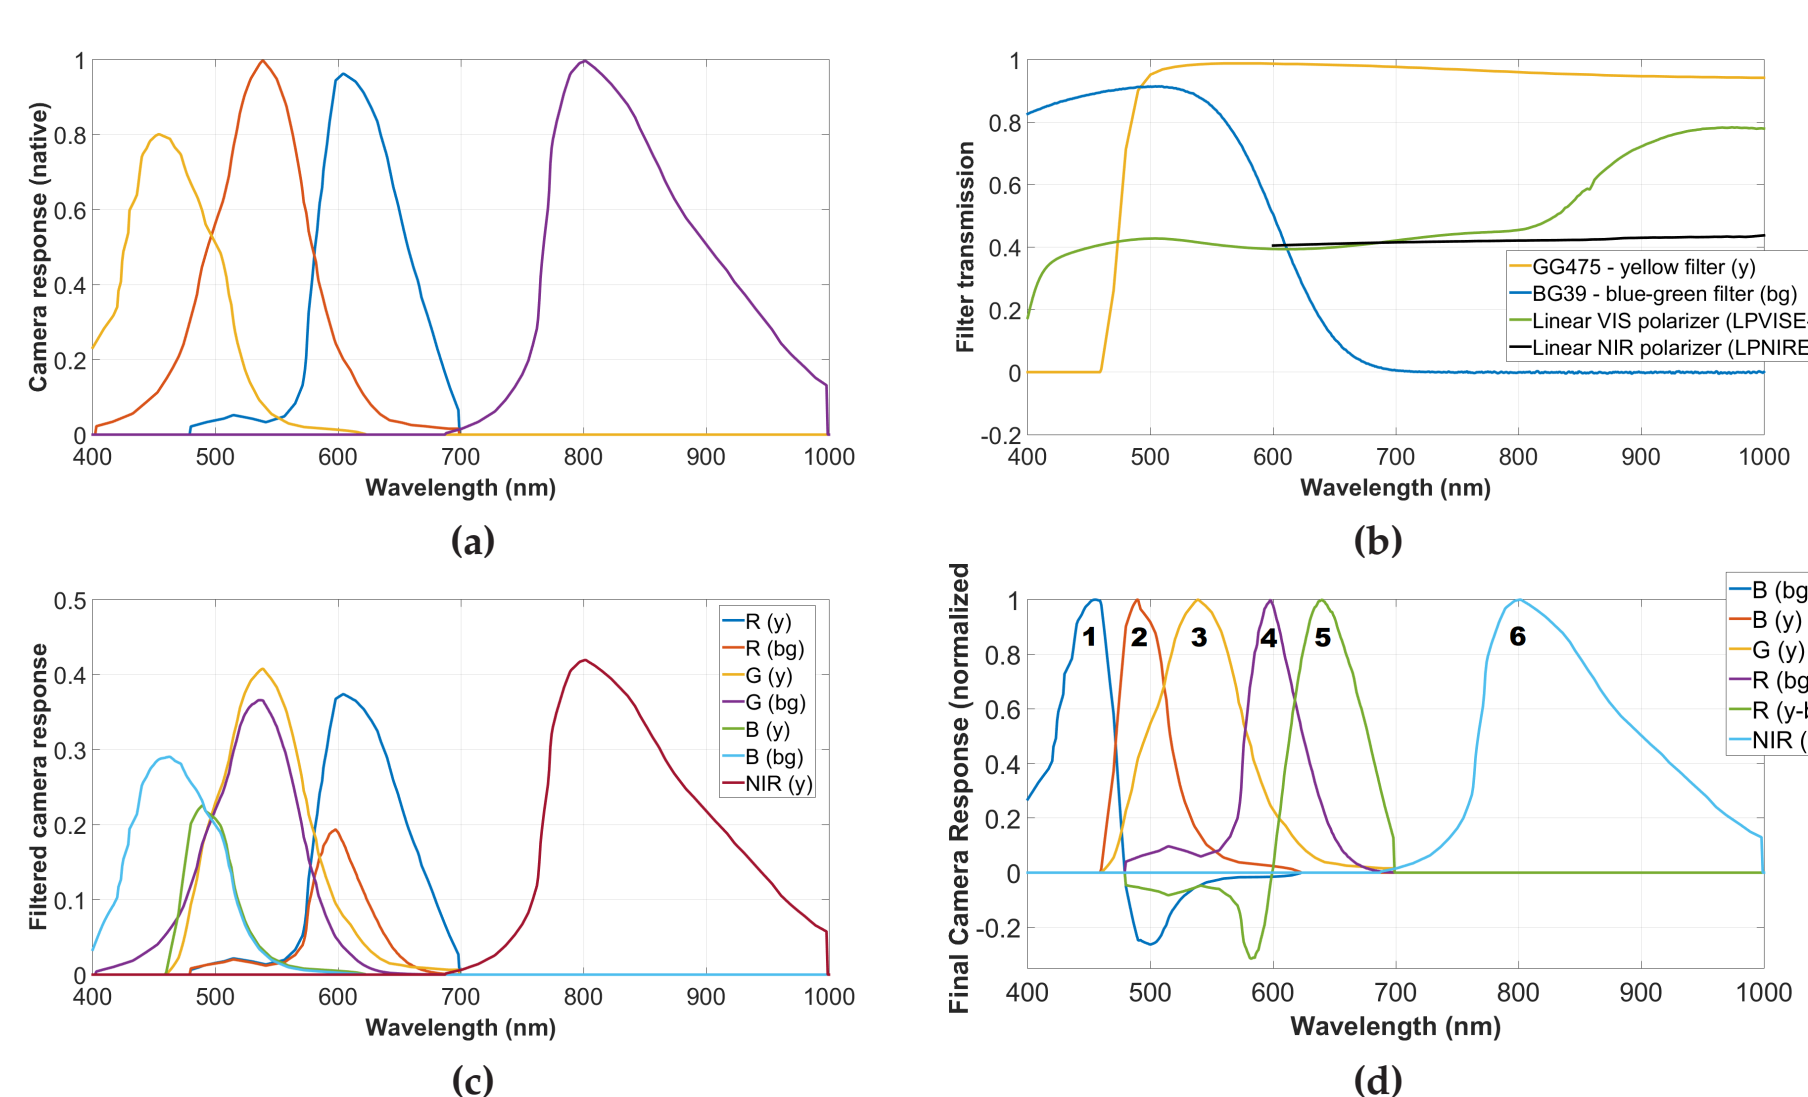 1
0.8
0.6
0.4
0.2
0
400 500 600 700 800 900 1000
Camera response (native)
Wavelength (nm)
(a)
1
0.8
0.6
0.4
0.2
0
-0.2
400 500 600 700 800 900 1000
Filter transmission
Wavelength (nm)
GG475 - yellow filter (y)
BG39 - blue-green filter (bg)
Linear VIS polarizer (LPVISE-
Linear NIR polarizer (LPNIRE
(b)
0.5
0.4
0.3
0.2
0.1
0
400 500 600 700 800 900 1000
Filtered camera response
Wavelength (nm)
R (y)
R (bg)
G (y)
G (bg)
B (y)
B (bg)
NIR (y)
(c)
1
0.8
0.6
0.4
0.2
0
-0.2
400 500 600 700 800 900 1000
Final Camera Response (normalized
Wavelength (nm)
1 2 3 4 5 6
B (bg
B (y)
G (y)
R (bg
R (y-b
NIR (
(d)